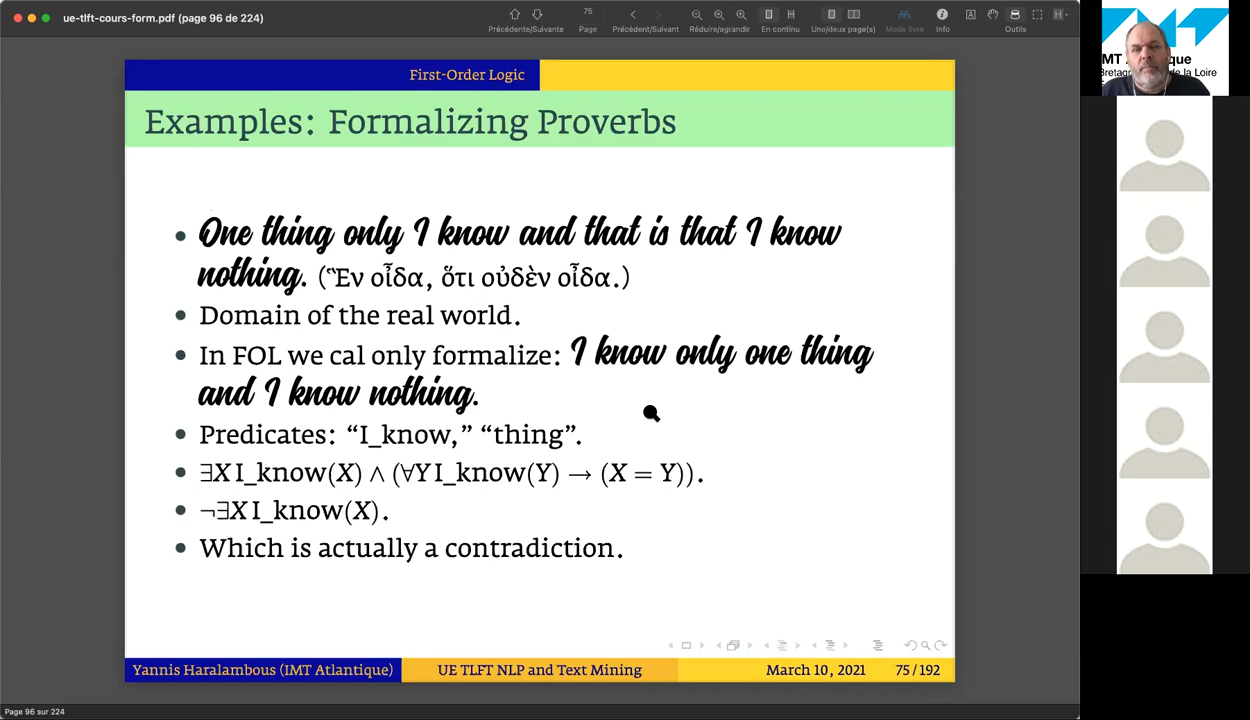 ue-tlft-cours-form.pdf (page 96 de 224)
75
Précédente/Suivante
Page
Précédent/Suivant
Réduire/agrandir
En continu
Uno/deux page(s)
Mode livre
Info
Outils
First-Order Logic
Examples: Formalizing Proverbs
• One thing only I know and that is that I know
nothing. (Ἓν οἶδα, ὅτι οὐδὲν οἶδα.)
• Domain of the real world.
• In FOL we cal only formalize: I know only one thing
and I know nothing.
• Predicates: “I_know,” “thing”.
• ∃X I_know(X) ∧ (∀Y I_know(Y) → (X = Y)).
• ¬∃X I_know(X).
• Which is actually a contradiction.
Yannis Haralambous (IMT Atlantique)
UE TLFT NLP and Text Mining
March 10, 2021
75 / 192
Page 96 sur 224